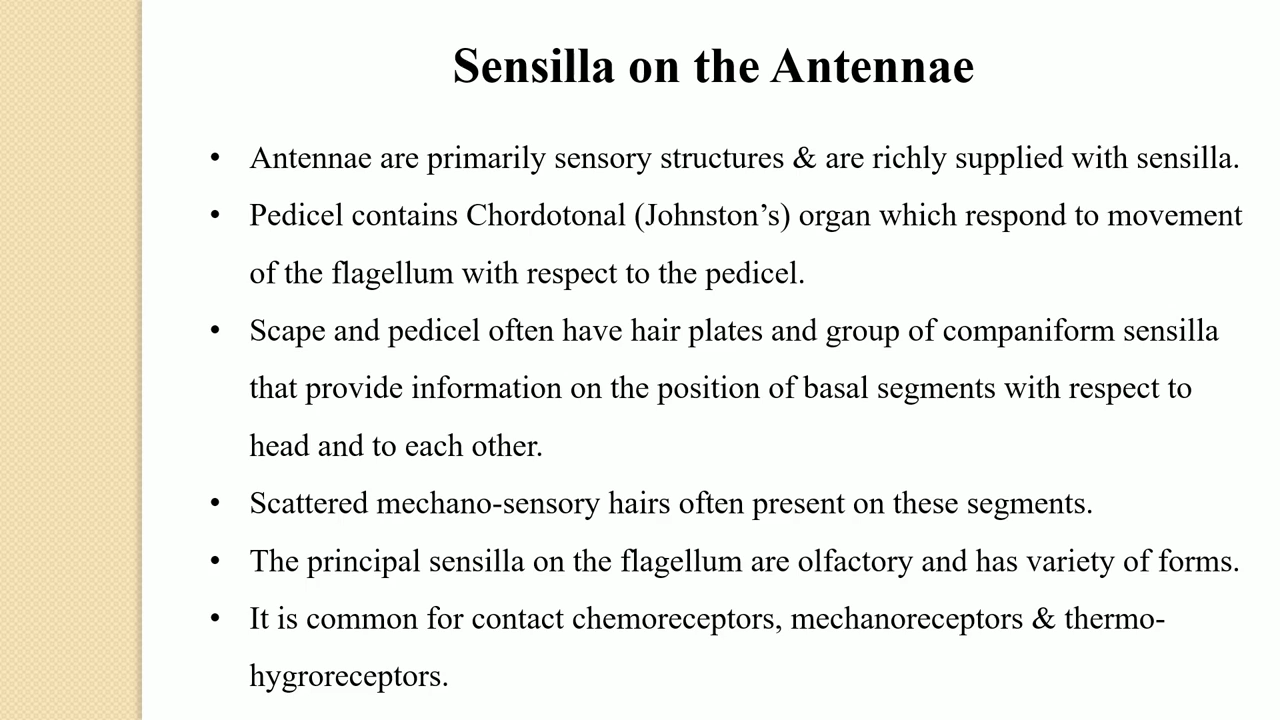 Sensilla on the Antennae
• Antennae are primarily sensory structures & are richly supplied with sensilla.
• Pedicel contains Chordotonal (Johnston’s) organ which respond to movement
of the flagellum with respect to the pedicel.
• Scape and pedicel often have hair plates and group of companiform sensilla
that provide information on the position of basal segments with respect to
head and to each other.
• Scattered mechano-sensory hairs often present on these segments.
• The principal sensilla on the flagellum are olfactory and has variety of forms.
• It is common for contact chemoreceptors, mechanoreceptors & thermo-
hygroreceptors.